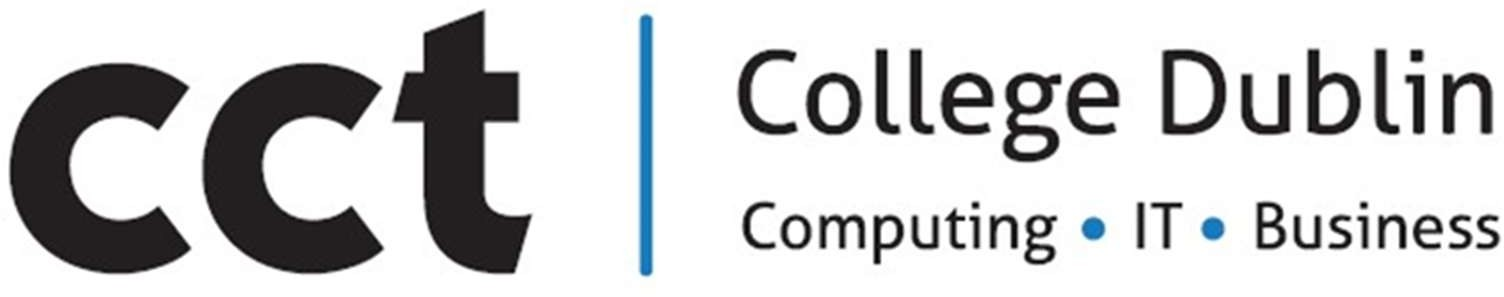 cct
College Dublin
Computing • IT • Business